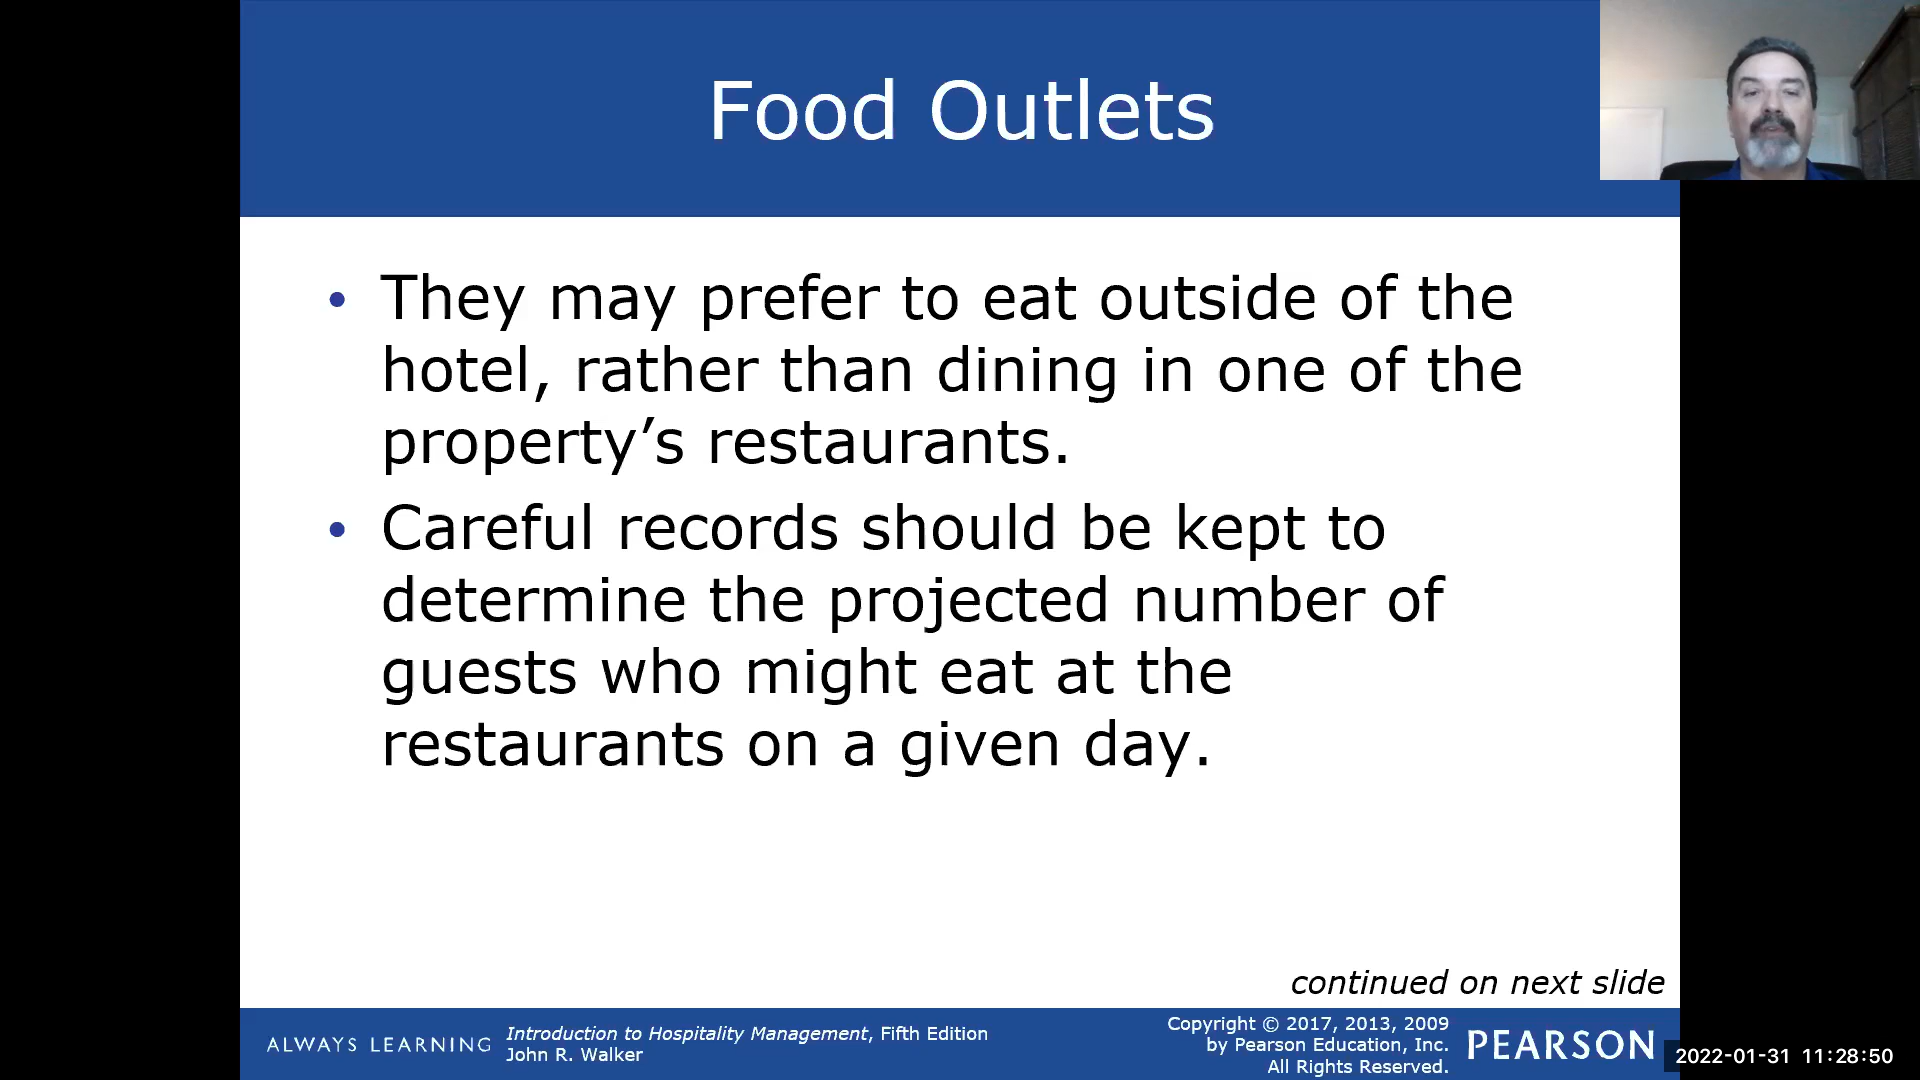 Food Outlets
• They may prefer to eat outside of the
hotel, rather than dining in one of the
property’s restaurants.
• Careful records should be kept to
determine the projected number of
guests who might eat at the
restaurants on a given day.
continued on next slide
ALWAYS LEARNING
Introduction to Hospitality Management, Fifth Edition
John R. Walker
Copyright © 2017, 2013, 2009
by Pearson Education, Inc.
All Rights Reserved.
PEARSON
2022-01-31 11:28:50